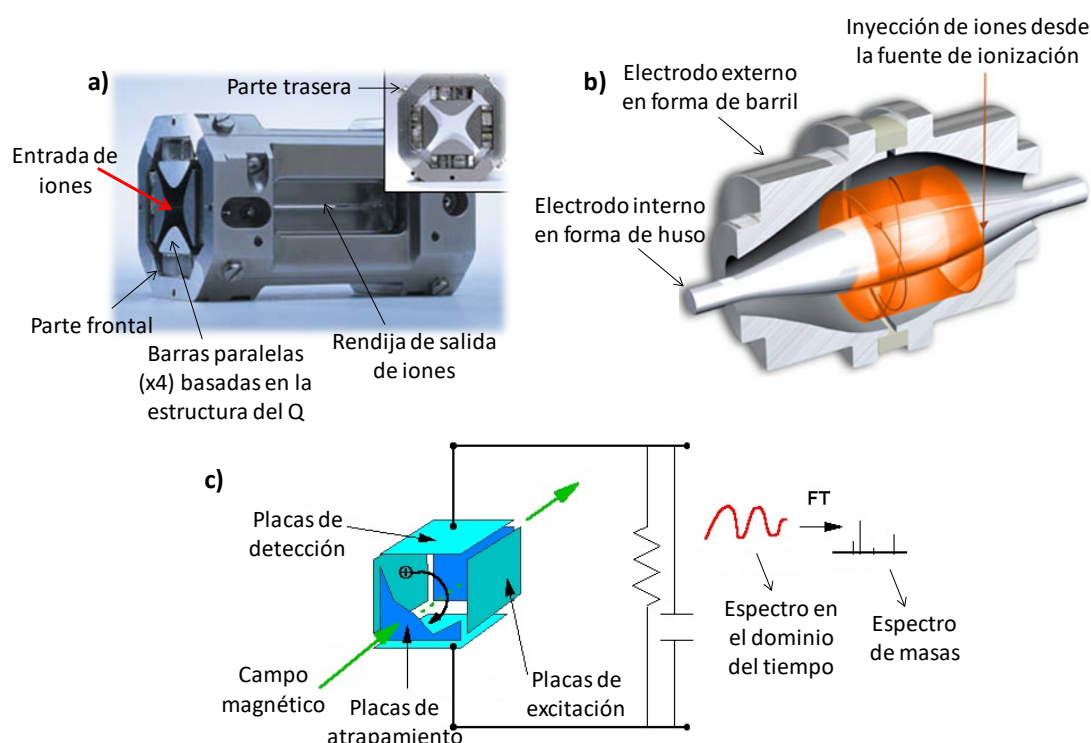 a)
Parte trasera
Entrada de
iones
Parte frontal
Barras paralelas
(x4) basadas en la
estructura del Q
Rendija de salida
de iones
b)
Electrodo externo
en forma de barril
Inyección de iones desde
la fuente de ionización
Electrodo interno
en forma de huso
c)
Placas de
detección
Campo
magnético
Placas de
atrapamiento
Placas de
excitación
FT
Espectro en
el dominio
del tiempo
Espectro
de masas